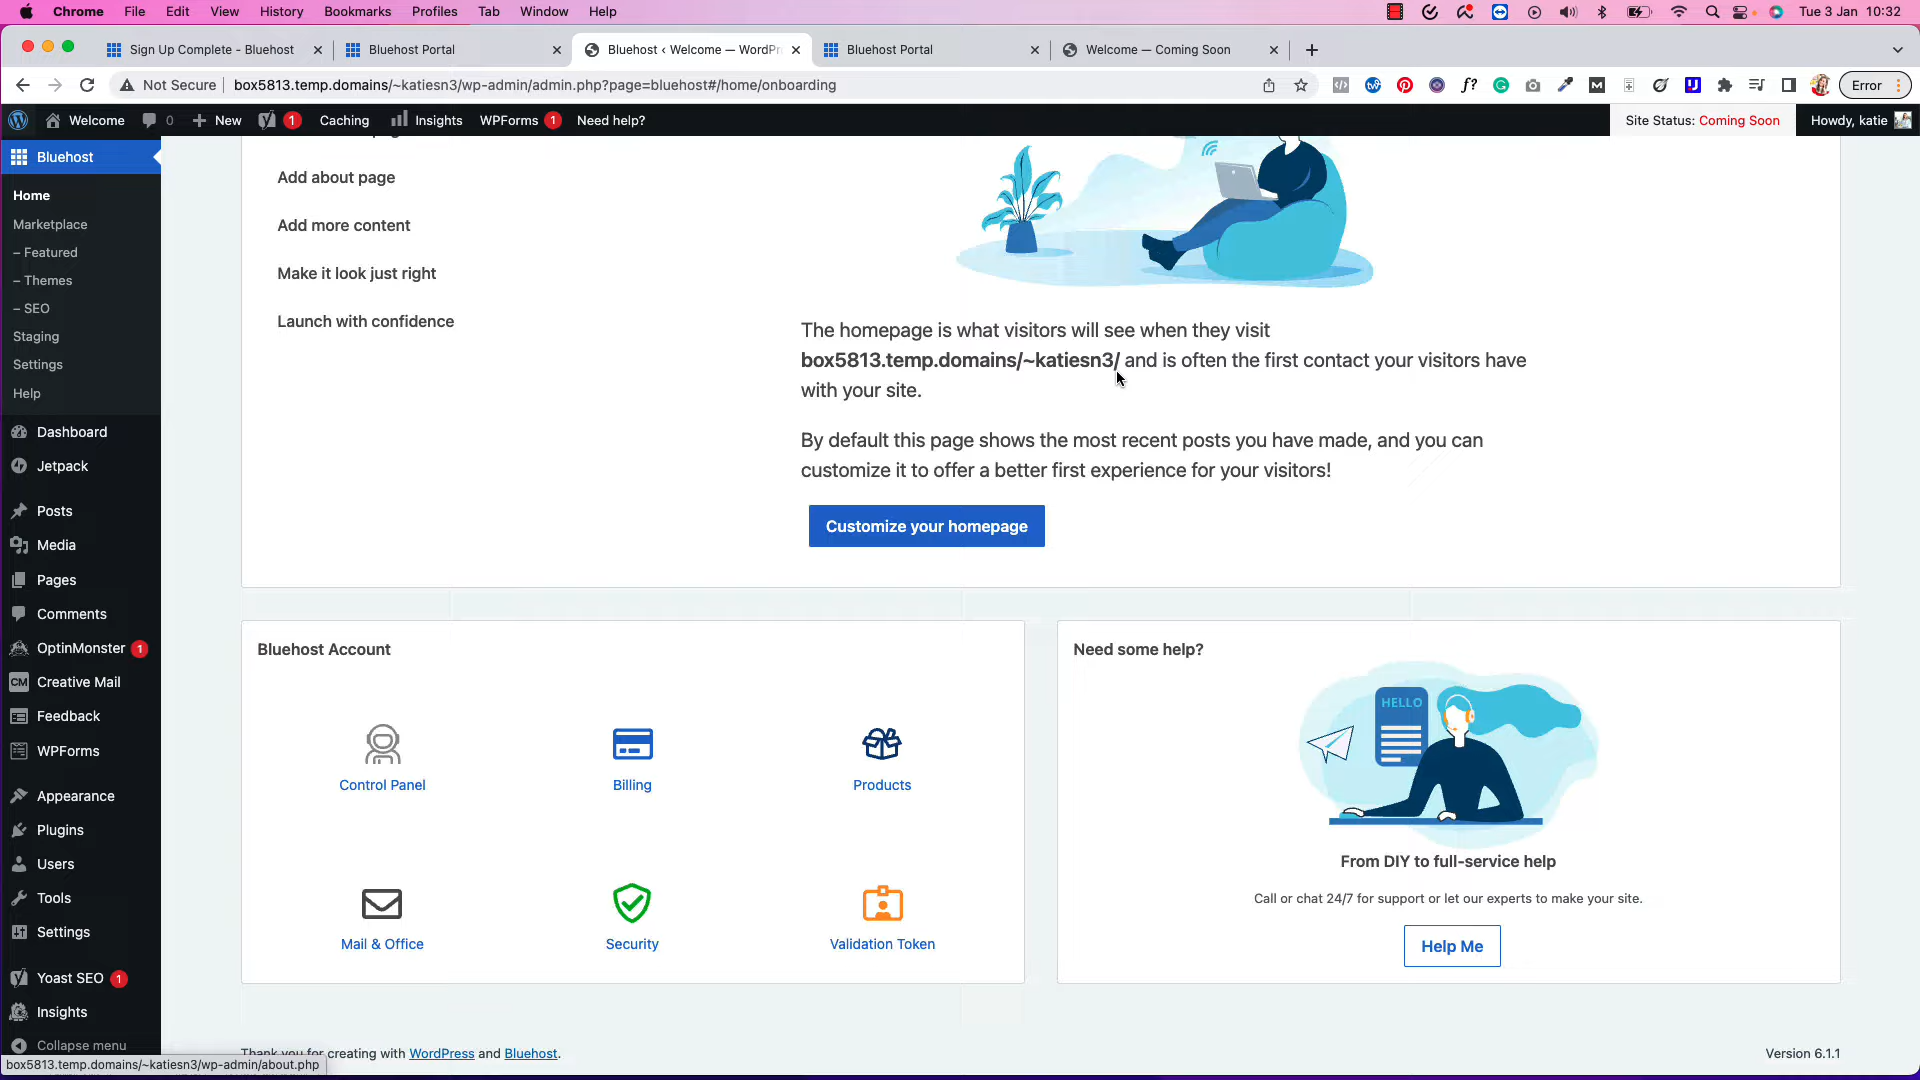 Chrome File Edit View History Bookmarks Profiles Tab Window Help Tue 3 Jan 10:32
Sign Up Complete - Bluehost Bluehost Portal Bluehost ‹ Welcome — WordPr Bluehost Portal Welcome — Coming Soon
Not Secure box5813.temp.domains/~katiesn3/wp-admin/admin.php?page=bluehost#/home/onboarding Error
Welcome 0 New 1 Caching Insights WPForms 1 Need help? Site Status: Coming Soon Howdy, katie
Bluehost
Home
Marketplace
– Featured
– Themes
– SEO
Staging
Settings
Help
Dashboard
Jetpack
Posts
Media
Pages
Comments
OptinMonster 1
CM Creative Mail
Feedback
WPForms
Appearance
Plugins
Users
Tools
Settings
Yoast SEO 1
Insights
Collapse menu
box5813.temp.domains/~katiesn3/wp-admin/about.php
Add about page
Add more content
Make it look just right
Launch with confidence
The homepage is what visitors will see when they visit
box5813.temp.domains/~katiesn3/ and is often the first contact your visitors have
with your site.
By default this page shows the most recent posts you have made, and you can
customize it to offer a better first experience for your visitors!
Customize your homepage
Bluehost Account
Control Panel
Billing
Products
Mail & Office
Security
Validation Token
Need some help?
HELLO
From DIY to full-service help
Call or chat 24/7 for support or let our experts to make your site.
Help Me
Thank you for creating with WordPress and Bluehost.
Version 6.1.1